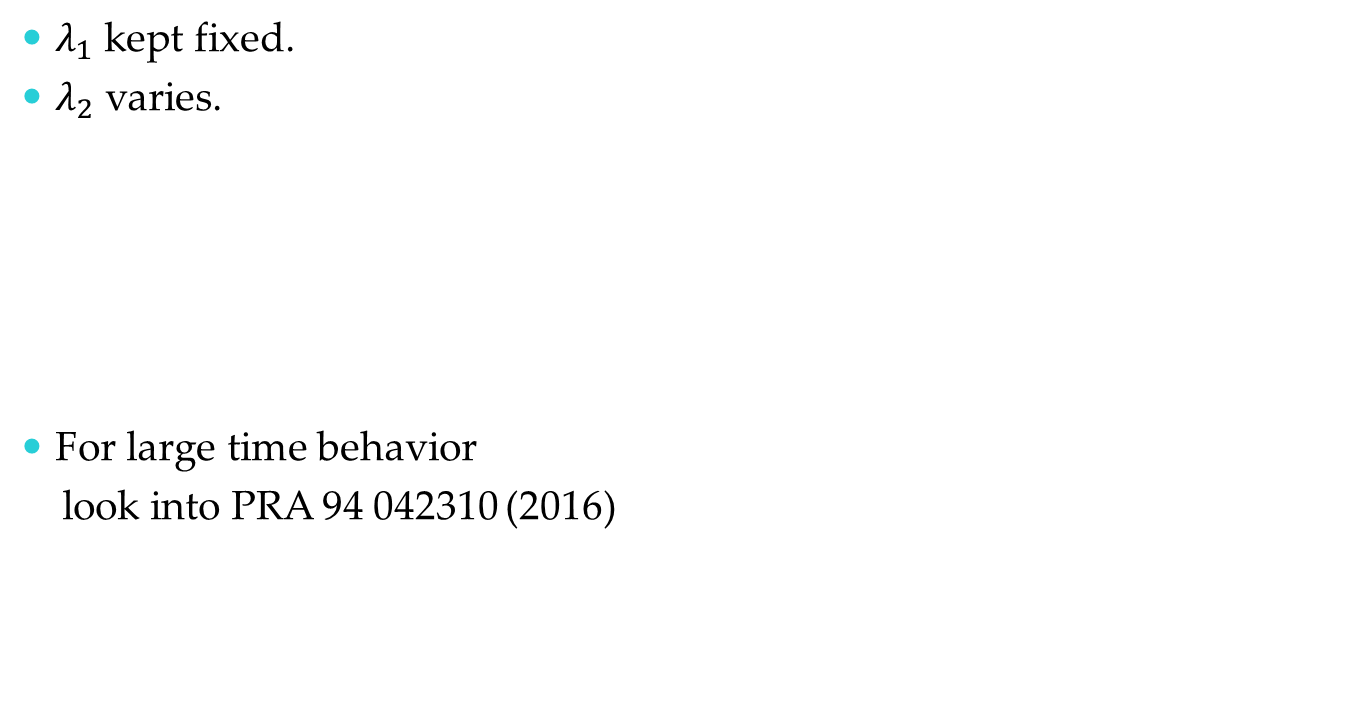 • λ₁ kept fixed.
• λ₂ varies.
• For large time behavior
look into PRA 94 042310 (2016)